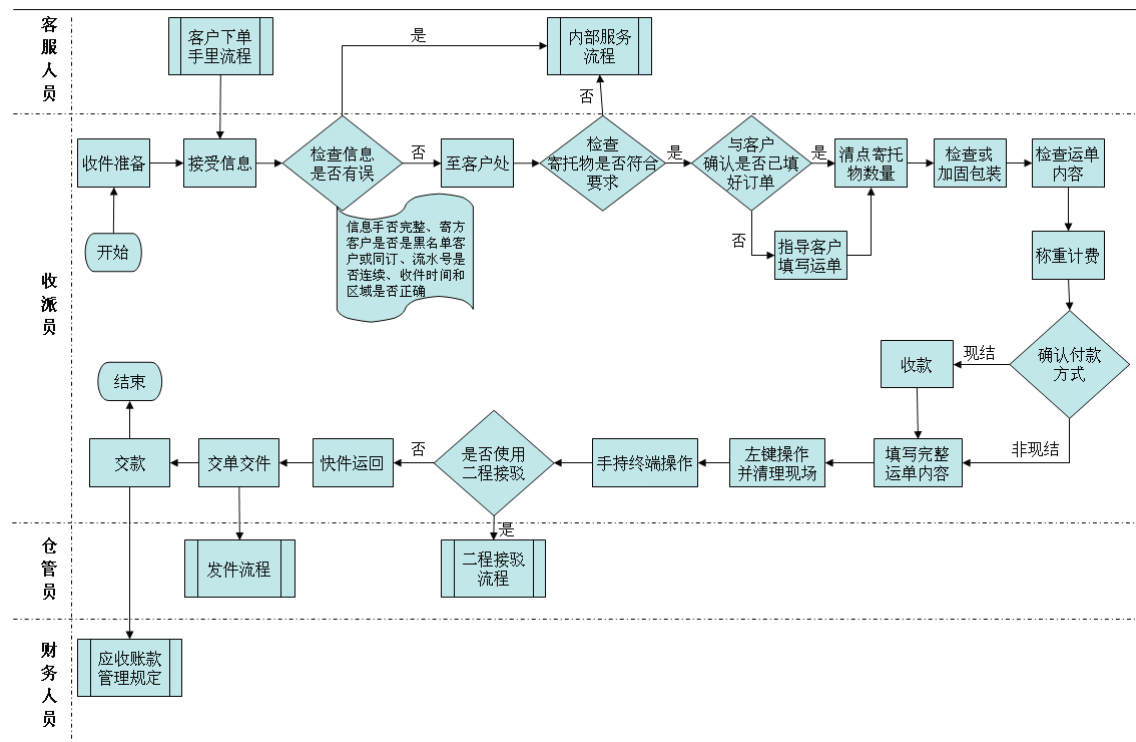 客服人员
客户下单
手里流程
是
内部服务
流程
否
收派员
收件准备
接受信息
检查信息
是否有误
否
至客户处
检查
寄托物是否符合
要求
是
与客户
确认是否已填
好订单
是
清点寄托
物数量
检查或
加固包装
检查运单
内容
开始
信息手否完整、寄方
客户是否是黑名单客
户或同订、流水号是
否连续、收件时间和
区域是否正确
否
指导客户
填写运单
称重计费
结束
收款
现结
确认付款
方式
交款
交单交件
快件运回
否
是否使用
二程接驳
手持终端操作
左键操作
并清理现场
填写完整
运单内容
非现结
仓管员
发件流程
是
二程接驳
流程
财务人员
应收账款
管理规定